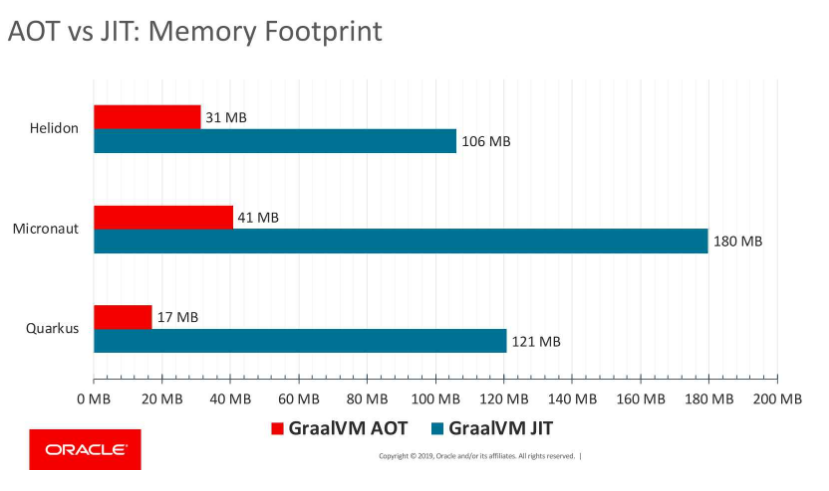 AOT vs JIT: Memory Footprint
Helidon
31 MB
106 MB
Micronaut
41 MB
180 MB
Quarkus
17 MB
121 MB
0 MB 20 MB 40 MB 60 MB 80 MB 100 MB 120 MB 140 MB 160 MB 180 MB 200 MB
GraalVM AOT GraalVM JIT
ORACLE
Copyright © 2019, Oracle and/or its affiliates. All rights reserved. |